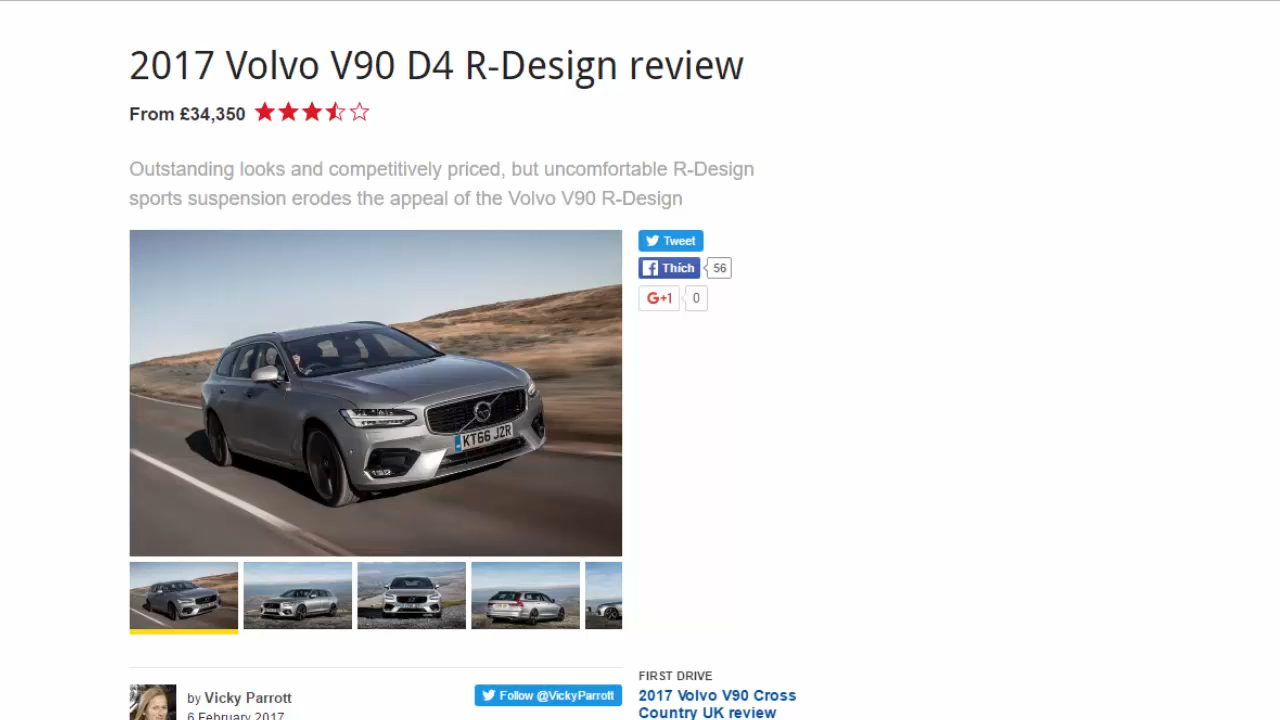 2017 Volvo V90 D4 R-Design review
From £34,350
Outstanding looks and competitively priced, but uncomfortable R-Design
sports suspension erodes the appeal of the Volvo V90 R-Design
Tweet
Thích 56
G+1 0
KT66 JZR
by Vicky Parrott
Follow @VickyParrott
6 February 2017
FIRST DRIVE
2017 Volvo V90 Cross
Country UK review